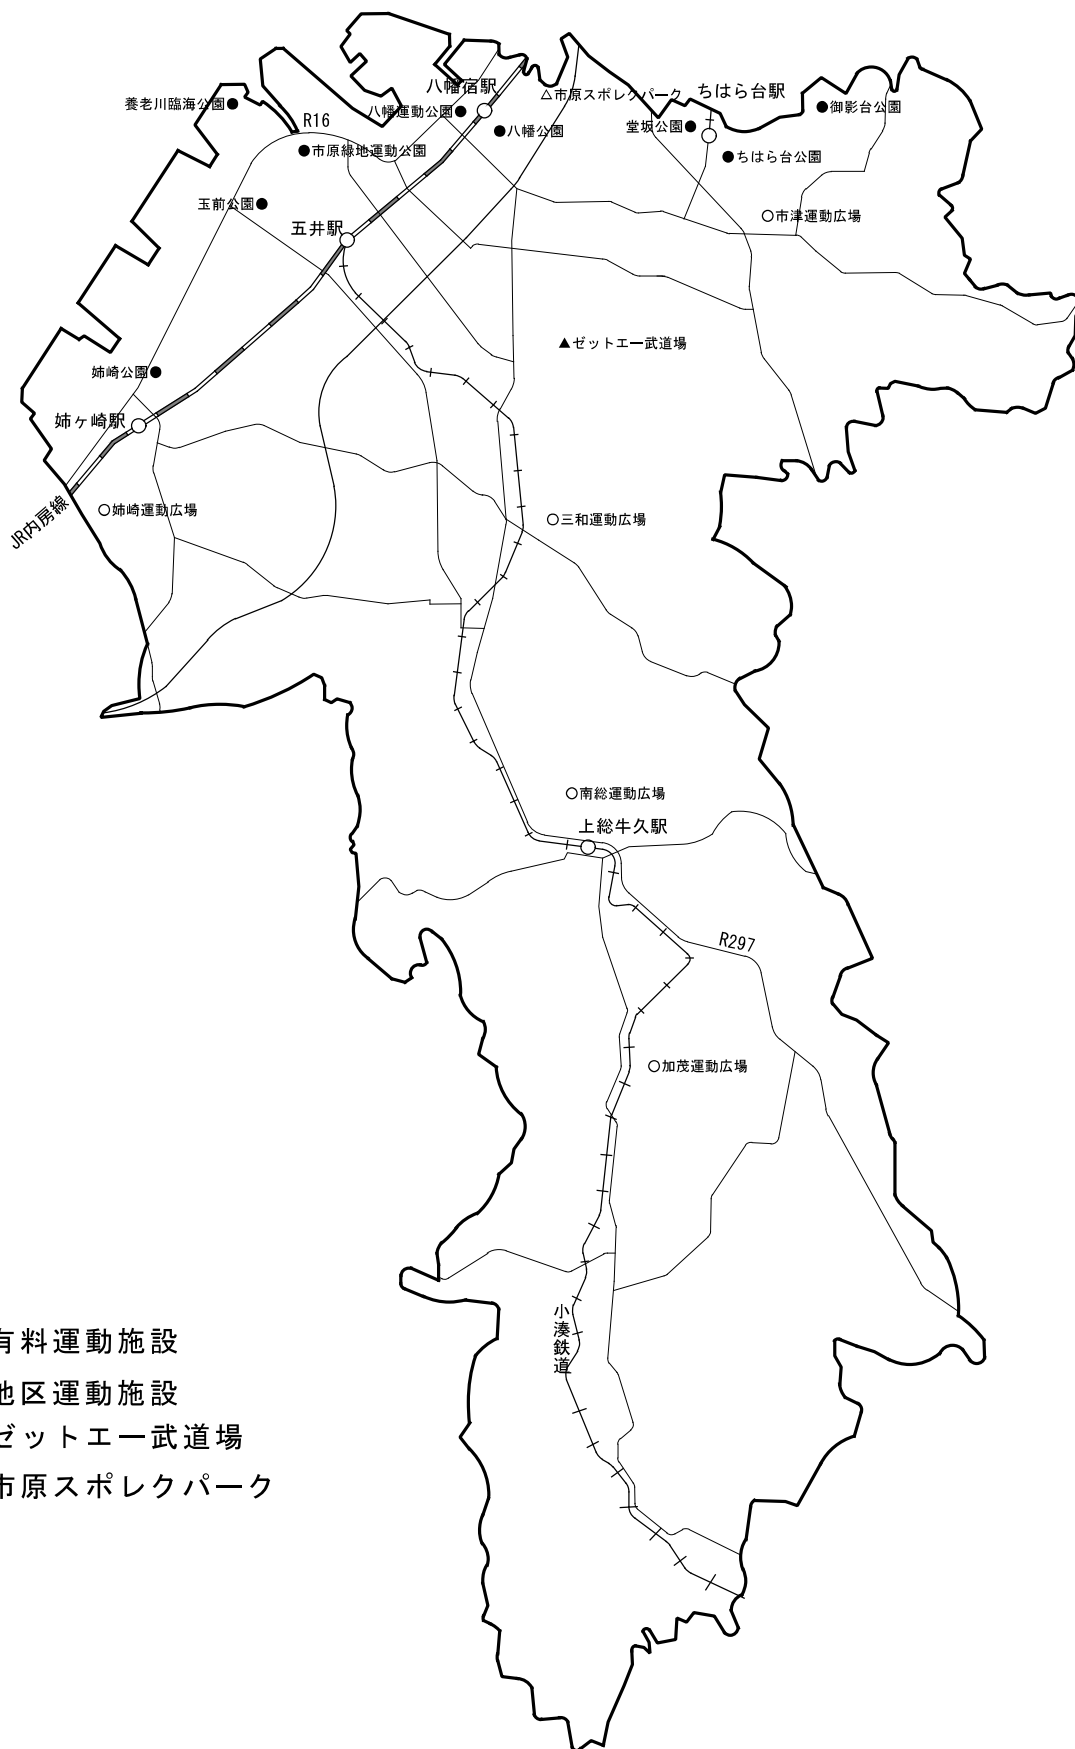 八幡宿駅
ちはら台駅
養老川臨海公園
八幡運動公園
△市原スポレクパーク
御影台公園
R16
八幡公園
堂坂公園
市原緑地運動公園
ちはら台公園
玉前公園
市津運動広場
五井駅
▲ゼットエー武道場
姉崎公園
姉ヶ崎駅
JR内房線
姉崎運動広場
三和運動広場
南総運動広場
上総牛久駅
R297
加茂運動広場
小湊鉄道
有料運動施設
地区運動施設
ゼットエー武道場
市原スポレクパーク